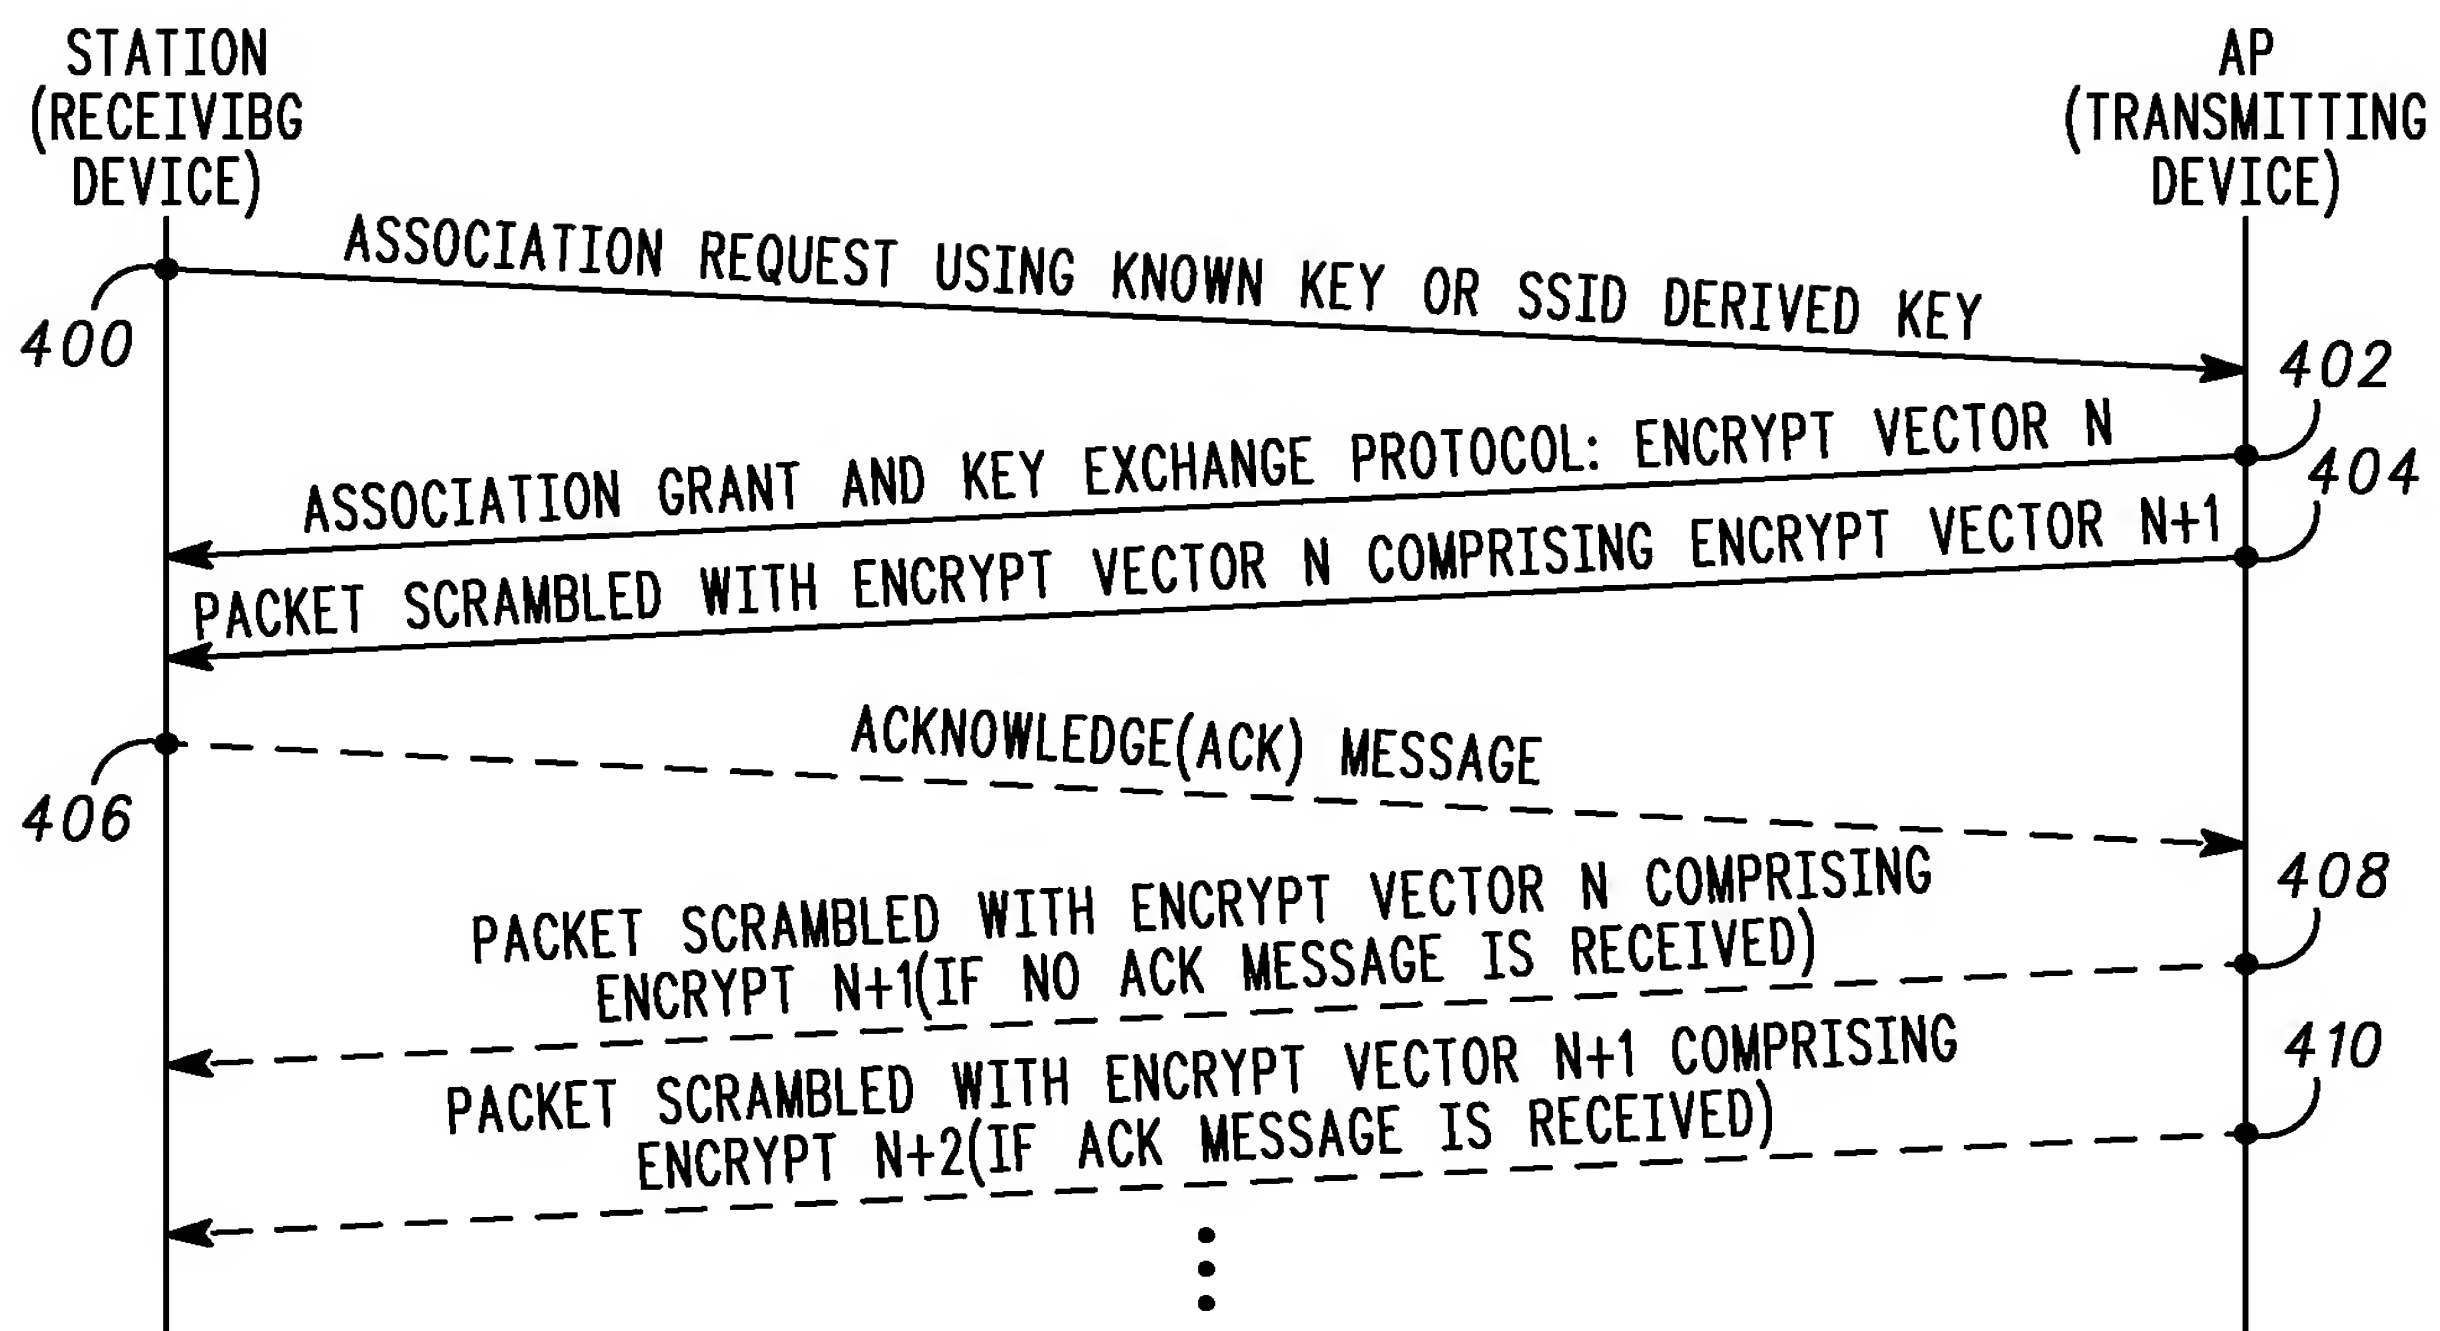 STATION
(RECEIVIBG
DEVICE)
AP
(TRANSMITTING
DEVICE)
ASSOCIATION REQUEST USING KNOWN KEY OR SSID DERIVED KEY
400
402
ASSOCIATION GRANT AND KEY EXCHANGE PROTOCOL: ENCRYPT VECTOR N
404
PACKET SCRAMBLED WITH ENCRYPT VECTOR N COMPRISING ENCRYPT VECTOR N+1
ACKNOWLEDGE(ACK) MESSAGE
406
408
PACKET SCRAMBLED WITH ENCRYPT VECTOR N COMPRISING
ENCRYPT N+1(IF NO ACK MESSAGE IS RECEIVED)
410
PACKET SCRAMBLED WITH ENCRYPT VECTOR N+1 COMPRISING
ENCRYPT N+2(IF ACK MESSAGE IS RECEIVED)